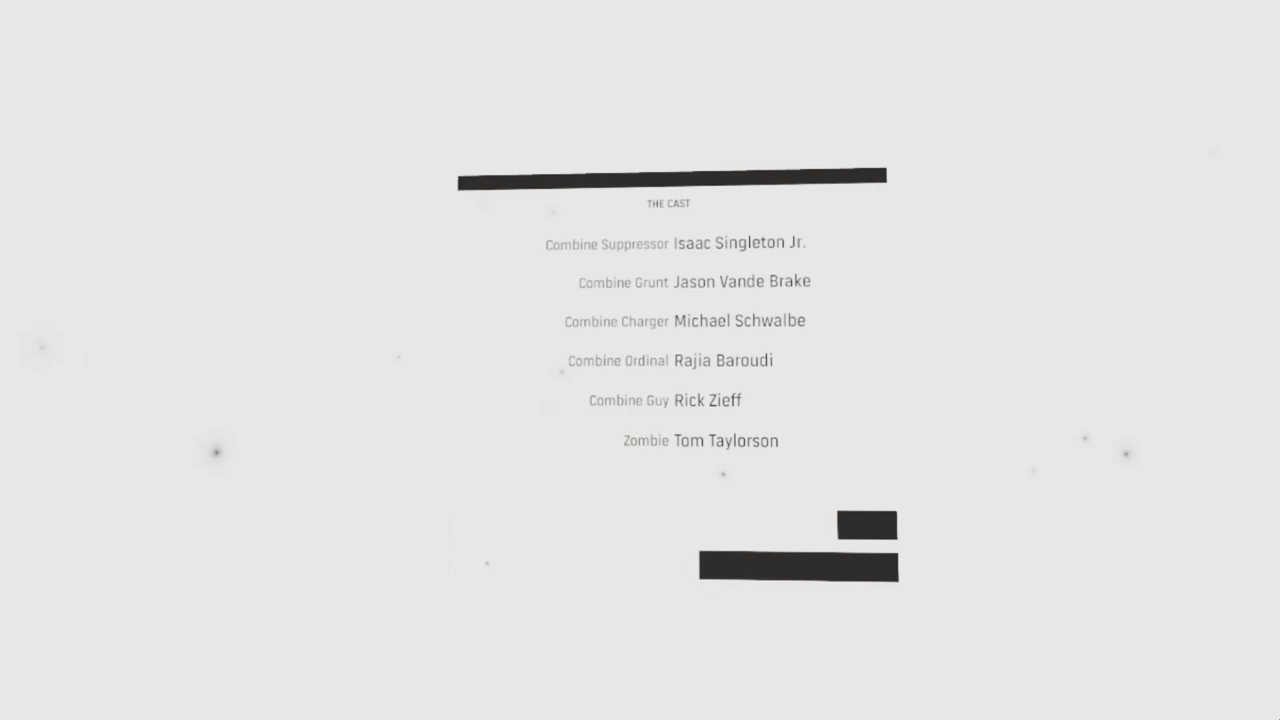 THE CAST
Combine Suppressor Isaac Singleton Jr.
Combine Grunt Jason Vande Brake
Combine Charger Michael Schwalbe
Combine Ordinal Rajia Baroudi
Combine Guy Rick Zieff
Zombie Tom Taylorson